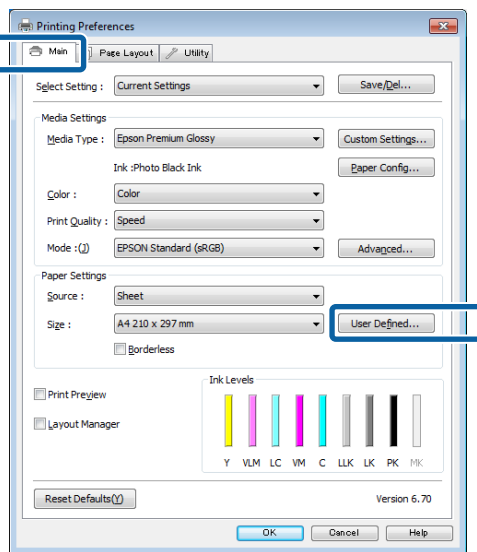 Printing Preferences
Main Page Layout Utility
Select Setting : Current Settings Save/Del...
Media Settings
Media Type : Epson Premium Glossy Custom Settings...
Ink :Photo Black Ink Paper Config...
Color : Color
Print Quality : Speed
Mode :(J) EPSON Standard (sRGB) Advanced...
Paper Settings
Source : Sheet
Size : A4 210 x 297 mm User Defined...
Borderless
Ink Levels
Print Preview
Layout Manager
Y VLM LC VM C LLK LK PK MK
Reset Defaults(Y) Version 6.70
OK Cancel Help